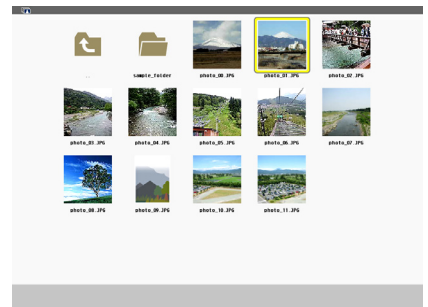 sample_folder
photo_00.JPG
photo_01.JPG
photo_02.JPG
photo_03.JPG
photo_04.JPG
photo_05.JPG
photo_06.JPG
photo_07.JPG
photo_08.JPG
photo_09.JPG
photo_10.JPG
photo_11.JPG